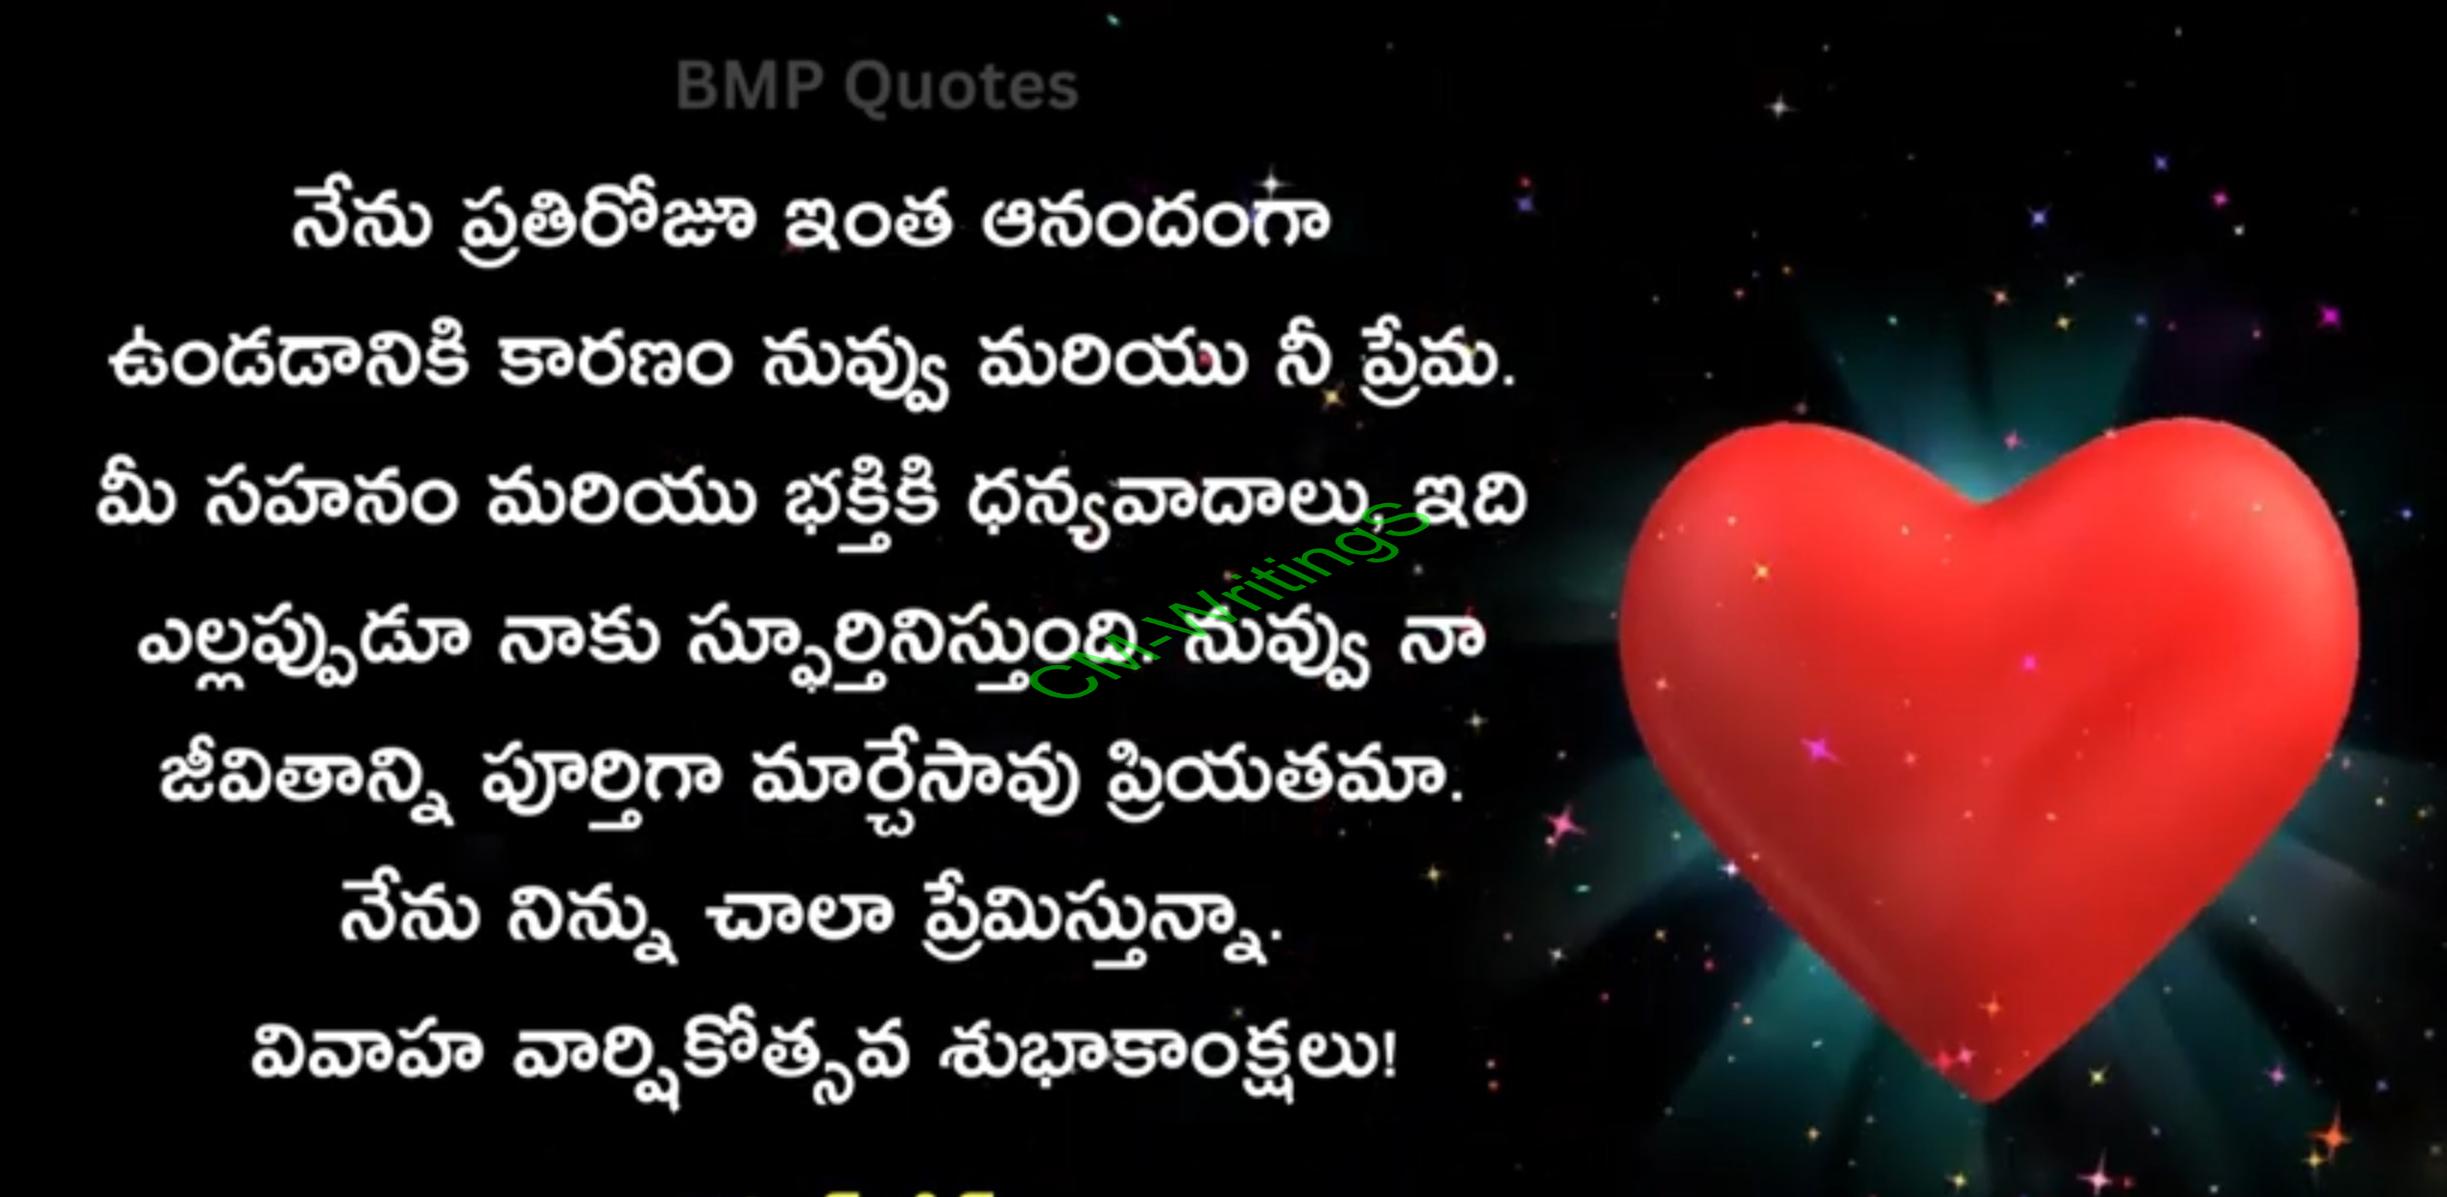 BMP Quotes
నేను ప్రతిరోజూ ఇంత ఆనందంగా
ఉండడానికి కారణం నువ్వు మరియు నీ ప్రేమ.
మీ సహనం మరియు భక్తికి ధన్యవాదాలు, ఇది
ఎల్లప్పుడూ నాకు స్ఫూర్తినిస్తుంది. నువ్వు నా
CM-WritingS
జీవితాన్ని పూర్తిగా మార్చేసావు ప్రియతమా.
నేను నిన్ను చాలా ప్రేమిస్తున్నా.
వివాహ వార్షికోత్సవ శుభాకాంక్షలు!